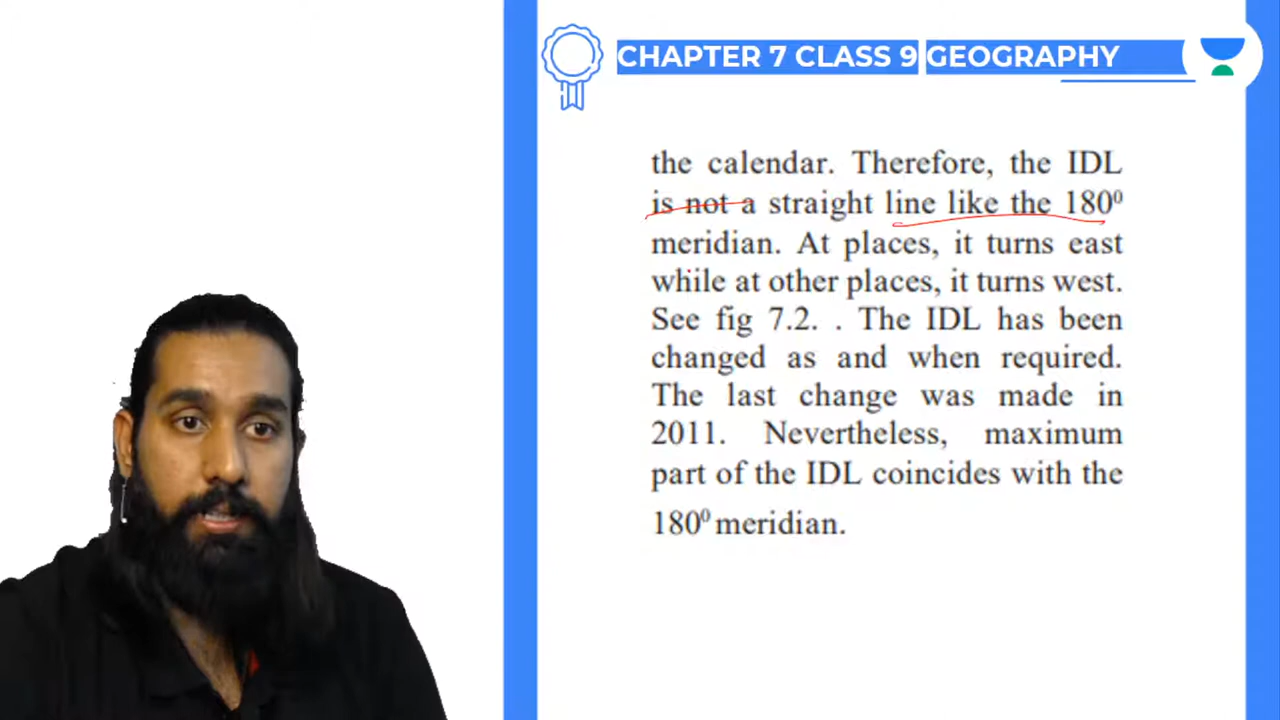 CHAPTER 7 CLASS 9 GEOGRAPHY
the calendar. Therefore, the IDL
is not a straight line like the 180⁰
meridian. At places, it turns east
while at other places, it turns west.
See fig 7.2. . The IDL has been
changed as and when required.
The last change was made in
2011. Nevertheless, maximum
part of the IDL coincides with the
180⁰ meridian.